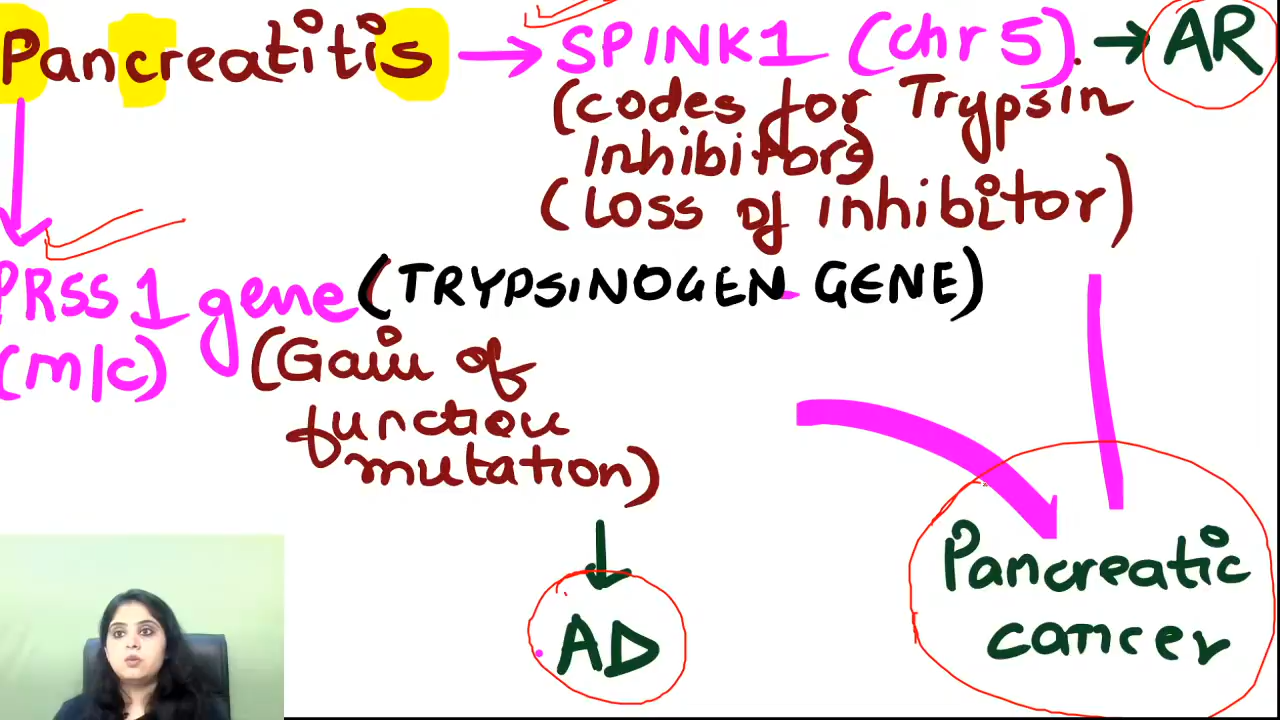 Pancreatitis → SPINK1 (chr 5). → AR
(codes for Trypsin
Inhibitors)
(Loss of inhibitor)
PRSS1 gene (TRYPSINOGEN GENE)
(m/c) (Gain of
function
mutation)
Pancreatic
cancer
AD